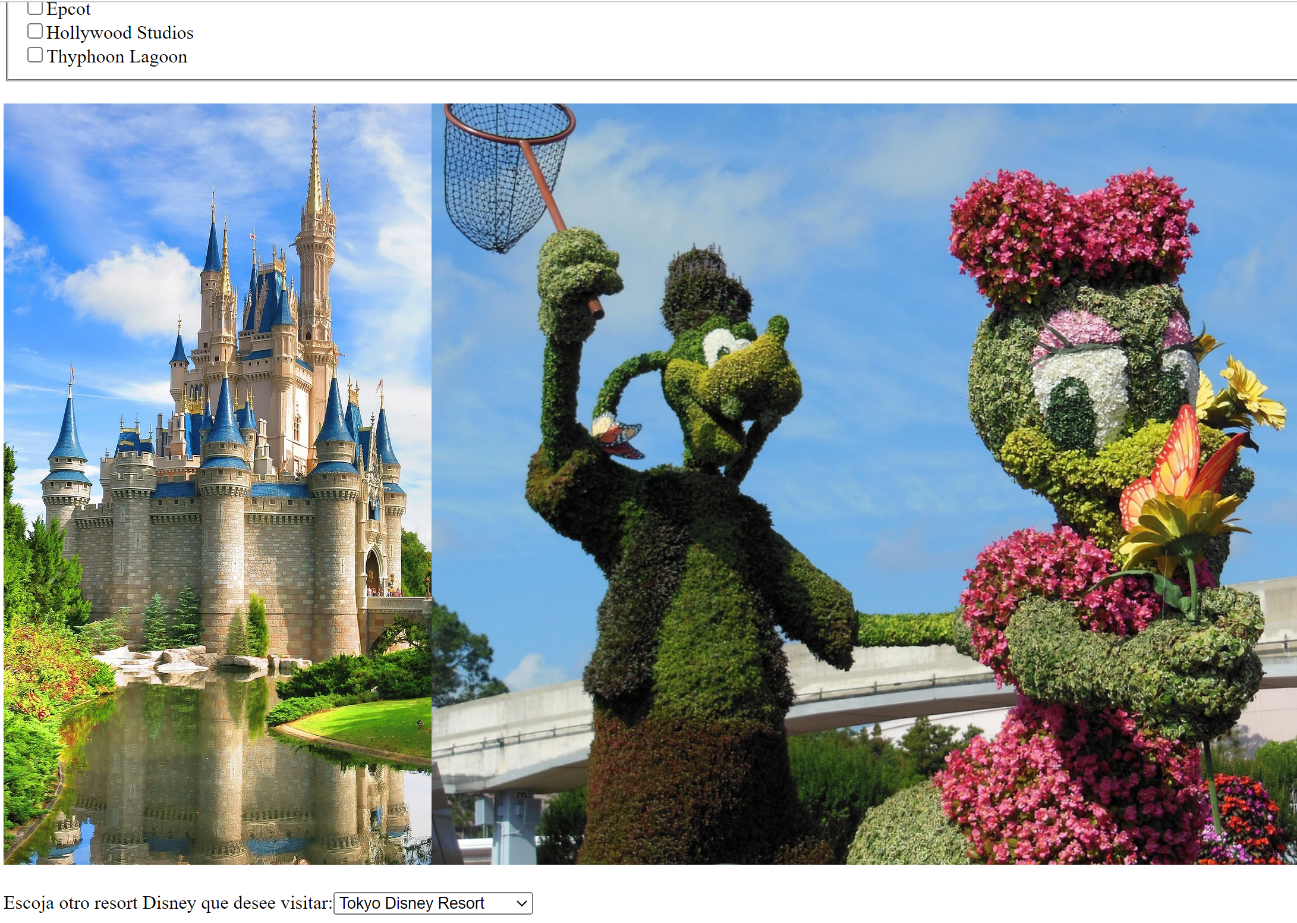 Epcot
Hollywood Studios
Thyphoon Lagoon
Escoja otro resort Disney que desee visitar: Tokyo Disney Resort